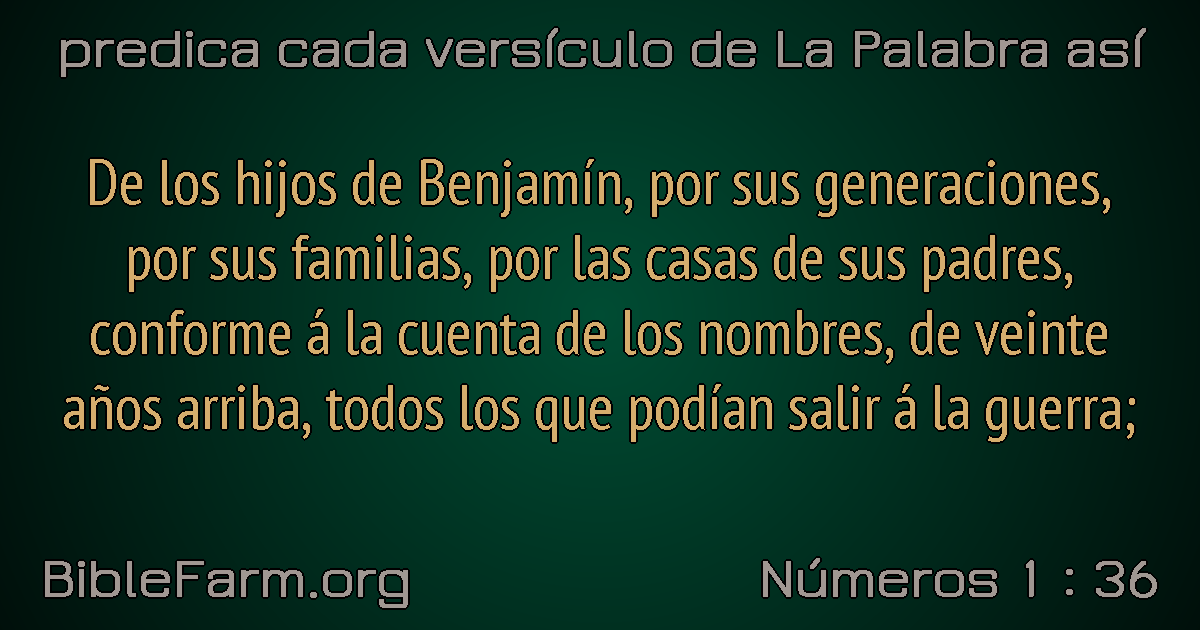 predica cada versículo de La Palabra así
De los hijos de Benjamín, por sus generaciones,
por sus familias, por las casas de sus padres,
conforme á la cuenta de los nombres, de veinte
años arriba, todos los que podían salir á la guerra;
BibleFarm.org
Números 1 : 36